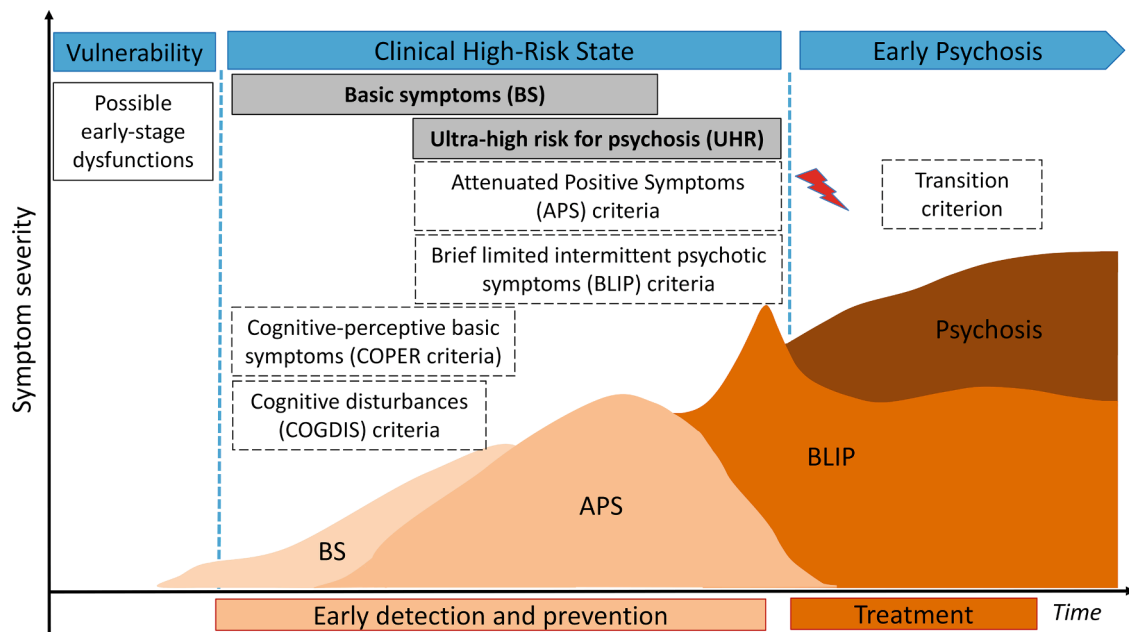 Vulnerability
Clinical High-Risk State
Early Psychosis
Possible
early-stage
dysfunctions
Basic symptoms (BS)
Ultra-high risk for psychosis (UHR)
Attenuated Positive Symptoms
(APS) criteria
Transition
criterion
Brief limited intermittent psychotic
symptoms (BLIP) criteria
Cognitive-perceptive basic
symptoms (COPER criteria)
Cognitive disturbances
(COGDIS) criteria
Symptom severity
Psychosis
BLIP
APS
BS
Early detection and prevention
Treatment
Time